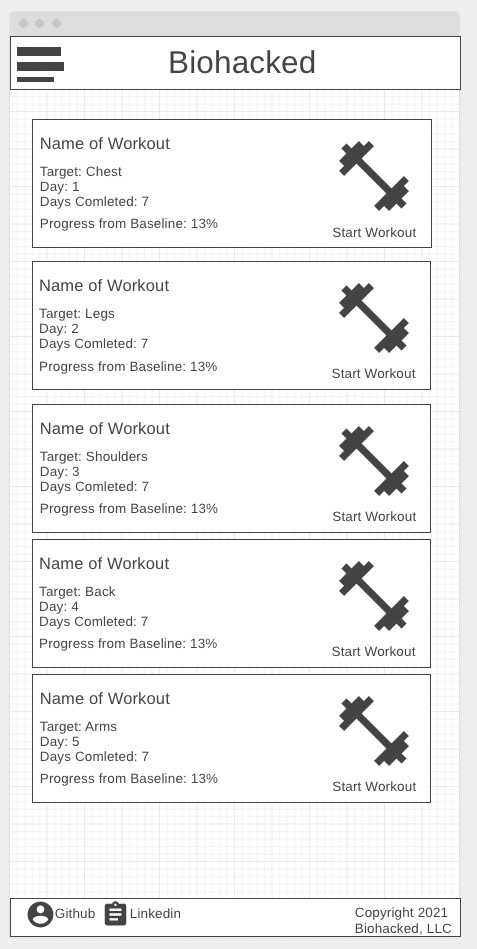 Biohacked
Name of Workout
Target: Chest
Day: 1
Days Comleted: 7
Progress from Baseline: 13%
Start Workout
Name of Workout
Target: Legs
Day: 2
Days Comleted: 7
Progress from Baseline: 13%
Start Workout
Name of Workout
Target: Shoulders
Day: 3
Days Comleted: 7
Progress from Baseline: 13%
Start Workout
Name of Workout
Target: Back
Day: 4
Days Comleted: 7
Progress from Baseline: 13%
Start Workout
Name of Workout
Target: Arms
Day: 5
Days Comleted: 7
Progress from Baseline: 13%
Start Workout
Github
Linkedin
Copyright 2021
Biohacked, LLC